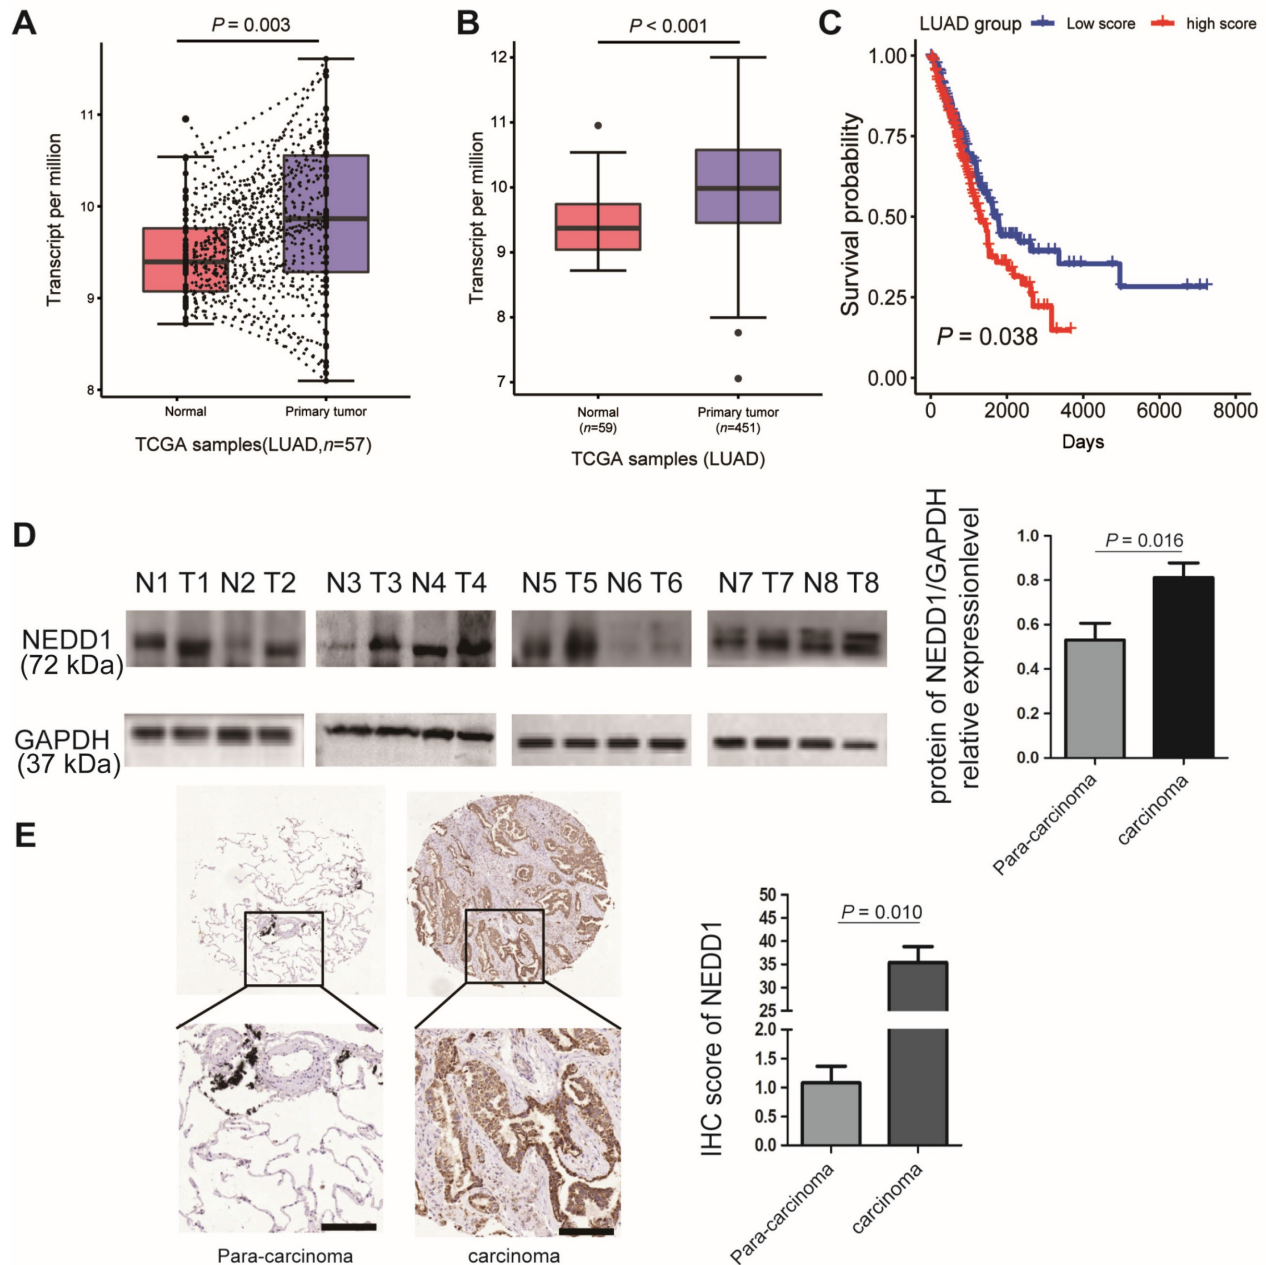 A
P = 0.003
Transcript per million
11
10
9
8
Normal
Primary tumor
TCGA samples(LUAD,n=57)
B
P < 0.001
Transcript per million
12
11
10
9
8
7
Normal
(n=59)
Primary tumor
(n=451)
TCGA samples (LUAD)
C
LUAD group Low score high score
Survival probability
1.00
0.75
0.50
0.25
0.00
P = 0.038
0 2000 4000 6000 8000
Days
D
N1 T1 N2 T2 N3 T3 N4 T4 N5 T5 N6 T6 N7 T7 N8 T8
NEDD1
(72 kDa)
GAPDH
(37 kDa)
protein of NEDD1/GAPDH
relative expressionlevel
1.0
0.8
0.6
0.4
0.2
0.0
P = 0.016
Para-carcinoma
carcinoma
E
Para-carcinoma
carcinoma
IHC score of NEDD1
50
45
40
35
30
25
2.0
1.5
1.0
0.5
0.0
P = 0.010
Para-carcinoma
carcinoma